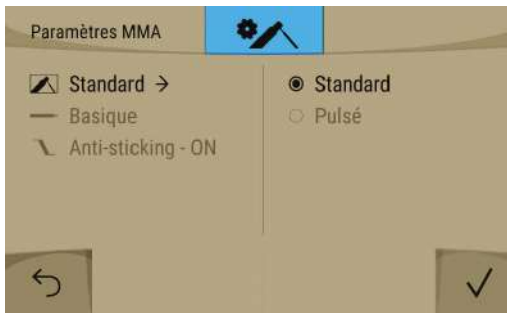 Paramètres MMA
Standard →
Basique
Anti-sticking - ON
Standard
Pulsé